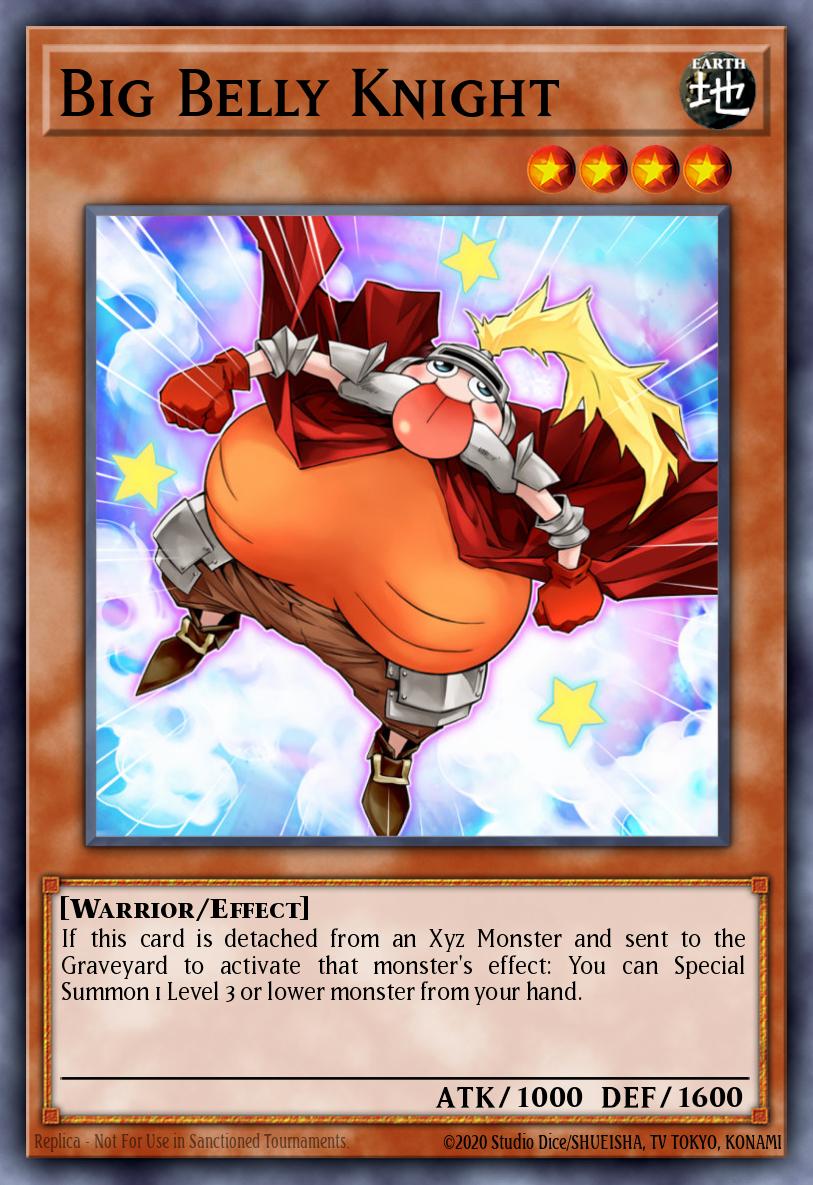 Big Belly Knight
EARTH
地
[Warrior/Effect]
If this card is detached from an Xyz Monster and sent to the
Graveyard to activate that monster's effect: You can Special
Summon 1 Level 3 or lower monster from your hand.
ATK/1000 DEF/1600
Replica - Not For Use in Sanctioned Tournaments.
©2020 Studio Dice/SHUEISHA, TV TOKYO, KONAMI